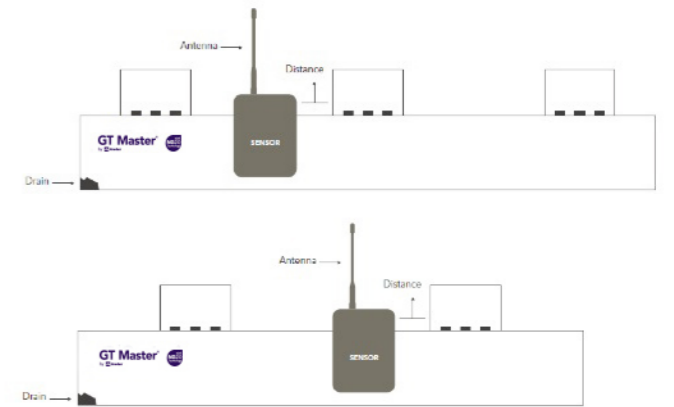 Antenna
Distance
SENSOR
GT Master
Drain
Antenna
Distance
SENSOR
GT Master
Drain